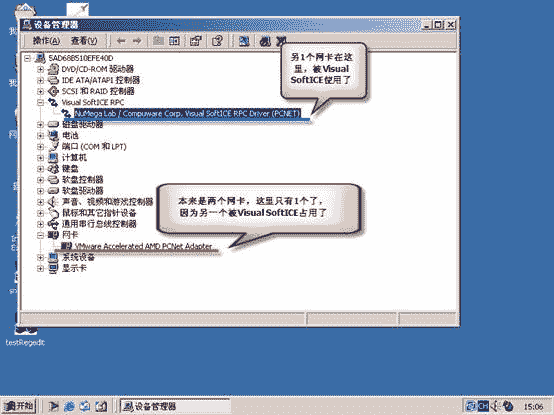 设备管理器
操作(A) 查看(V)
5AD68B510EFE40D
DVD/CD-ROM 驱动器
IDE ATA/ATAPI 控制器
SCSI 和 RAID 控制器
Visual SoftICE RPC
NuMega Lab / Compuware Corp. Visual SoftICE RPC Driver (PCNET)
磁盘驱动器
电池
端口 (COM 和 LPT)
计算机
键盘
软盘控制器
软盘驱动器
声音、视频和游戏控制器
鼠标和其它指针设备
通用串行总线控制器
网卡
VMware Accelerated AMD PCNet Adapter
系统设备
显示卡
另1个网卡在这
里，被Visual
SoftICE使用了
本来是两个网卡，这里只有1个了，
因为另一个被Visual SoftICE占用了
testRegedit
开始
设备管理器
CH
15:06